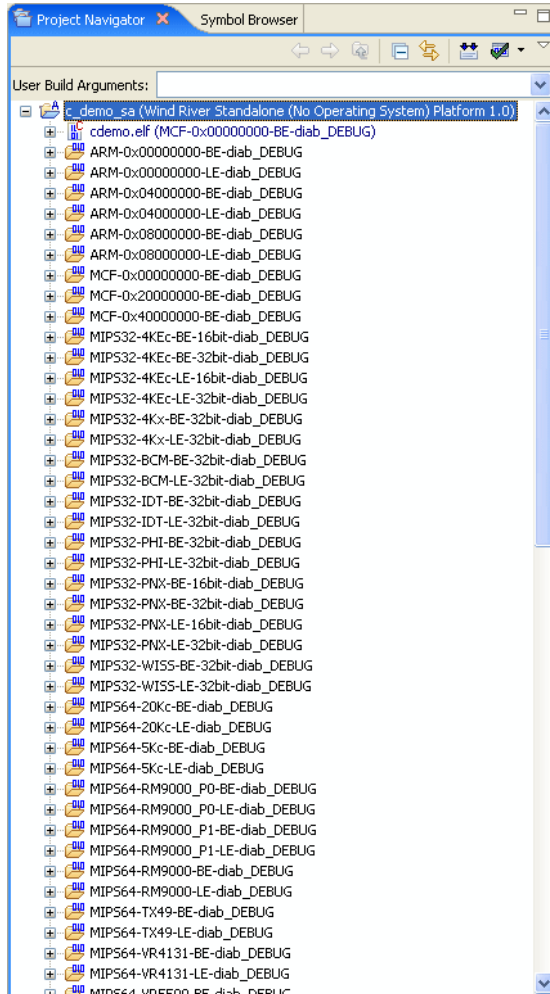 Project Navigator Symbol Browser
User Build Arguments:
c_demo_sa (Wind River Standalone (No Operating System) Platform 1.0)
cdemo.elf (MCF-0x00000000-BE-diab_DEBUG)
ARM-0x00000000-BE-diab_DEBUG
ARM-0x00000000-LE-diab_DEBUG
ARM-0x04000000-BE-diab_DEBUG
ARM-0x04000000-LE-diab_DEBUG
ARM-0x08000000-BE-diab_DEBUG
ARM-0x08000000-LE-diab_DEBUG
MCF-0x00000000-BE-diab_DEBUG
MCF-0x20000000-BE-diab_DEBUG
MCF-0x40000000-BE-diab_DEBUG
MIPS32-4KEc-BE-16bit-diab_DEBUG
MIPS32-4KEc-BE-32bit-diab_DEBUG
MIPS32-4KEc-LE-16bit-diab_DEBUG
MIPS32-4KEc-LE-32bit-diab_DEBUG
MIPS32-4Kx-BE-32bit-diab_DEBUG
MIPS32-4Kx-LE-32bit-diab_DEBUG
MIPS32-BCM-BE-32bit-diab_DEBUG
MIPS32-BCM-LE-32bit-diab_DEBUG
MIPS32-IDT-BE-32bit-diab_DEBUG
MIPS32-IDT-LE-32bit-diab_DEBUG
MIPS32-PHI-BE-32bit-diab_DEBUG
MIPS32-PHI-LE-32bit-diab_DEBUG
MIPS32-PNX-BE-16bit-diab_DEBUG
MIPS32-PNX-BE-32bit-diab_DEBUG
MIPS32-PNX-LE-16bit-diab_DEBUG
MIPS32-PNX-LE-32bit-diab_DEBUG
MIPS32-WISS-BE-32bit-diab_DEBUG
MIPS32-WISS-LE-32bit-diab_DEBUG
MIPS64-20Kc-BE-diab_DEBUG
MIPS64-20Kc-LE-diab_DEBUG
MIPS64-5Kc-BE-diab_DEBUG
MIPS64-5Kc-LE-diab_DEBUG
MIPS64-RM9000_P0-BE-diab_DEBUG
MIPS64-RM9000_P0-LE-diab_DEBUG
MIPS64-RM9000_P1-BE-diab_DEBUG
MIPS64-RM9000_P1-LE-diab_DEBUG
MIPS64-RM9000-BE-diab_DEBUG
MIPS64-RM9000-LE-diab_DEBUG
MIPS64-TX49-BE-diab_DEBUG
MIPS64-TX49-LE-diab_DEBUG
MIPS64-VR4131-BE-diab_DEBUG
MIPS64-VR4131-LE-diab_DEBUG